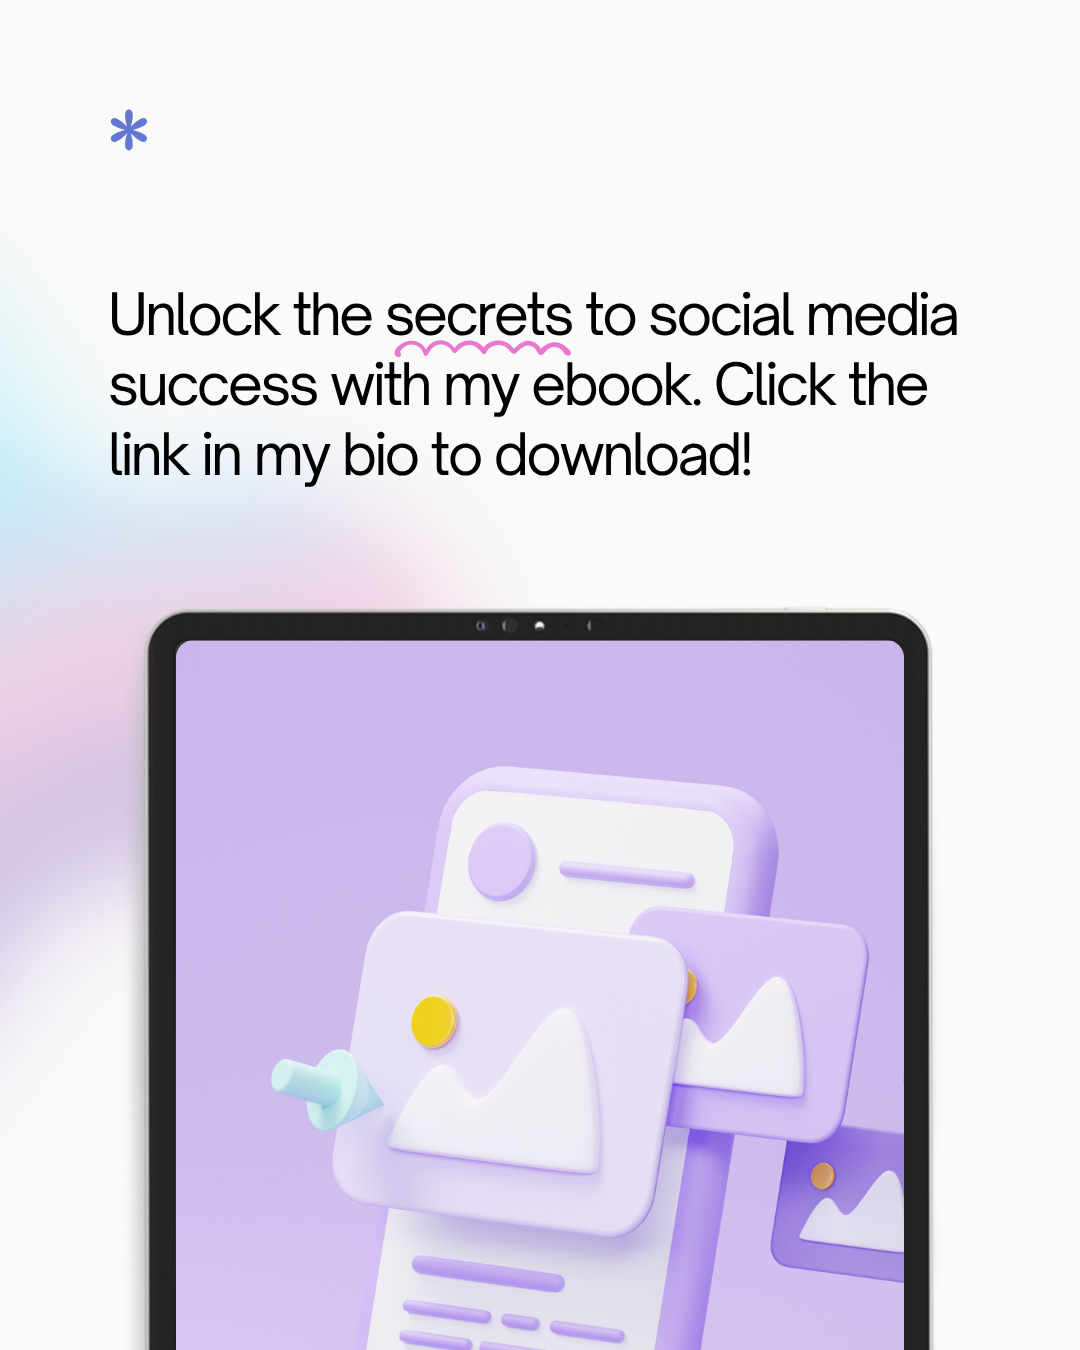 Unlock the secrets to social media
success with my ebook. Click the
link in my bio to download!